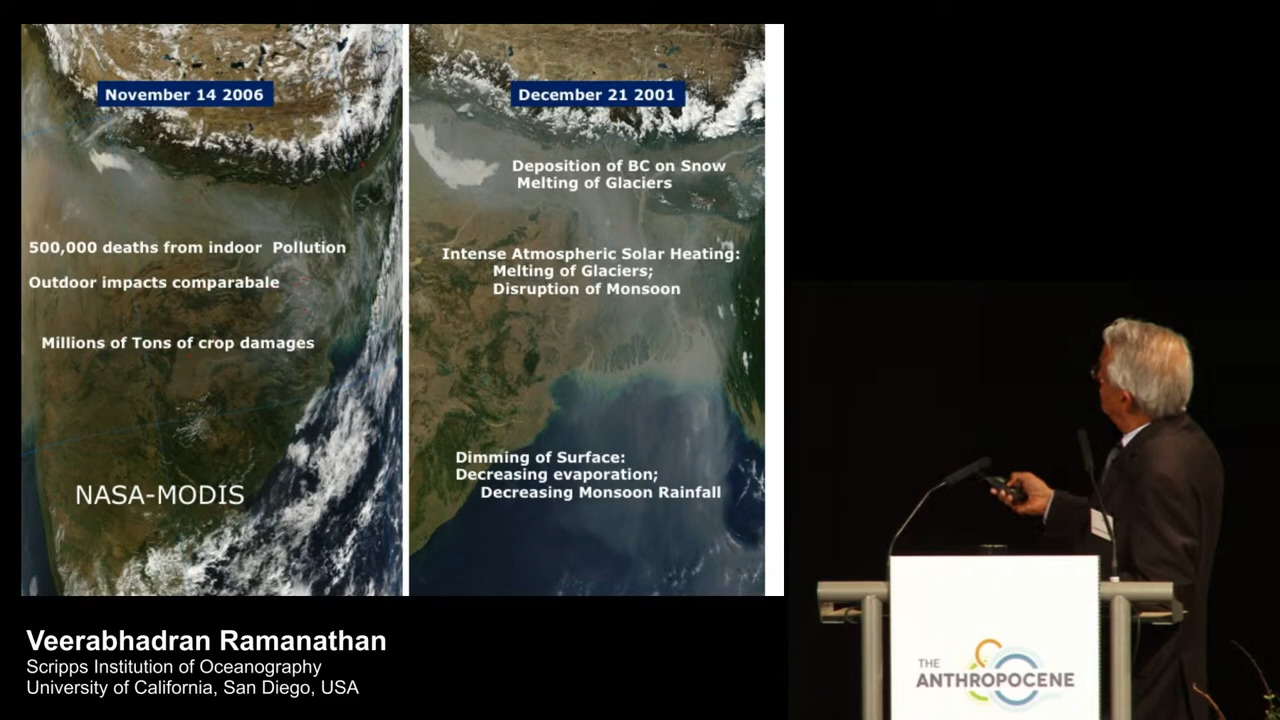 November 14 2006
500,000 deaths from indoor Pollution
Outdoor impacts comparabale
Millions of Tons of crop damages
NASA-MODIS
December 21 2001
Deposition of BC on Snow
Melting of Glaciers
Intense Atmospheric Solar Heating:
Melting of Glaciers;
Disruption of Monsoon
Dimming of Surface:
Decreasing evaporation;
Decreasing Monsoon Rainfall
Veerabhadran Ramanathan
Scripps Institution of Oceanography
University of California, San Diego, USA
THE
ANTHROPOCENE